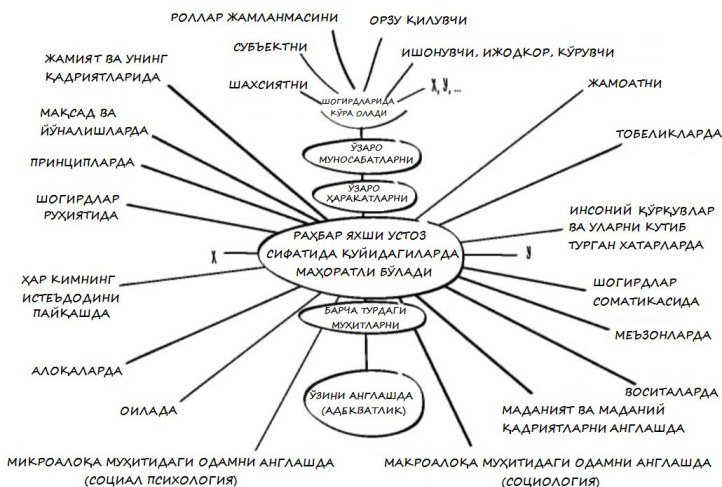 РОЛЛАР ЖАМЛАНМАСИНИ
ОРЗУ ҚИЛУВЧИ
СУБЪЕКТНИ
ИШОНУВЧИ, ИЖОДКОР, КЎРУВЧИ
ЖАМИЯТ ВА УНИНГ
ҚАДРИЯТЛАРИДА
ШАХСИЯТНИ
Х, У, ...
ЖАМОАТНИ
ШОГИРДЛАРИДА
КЎРА ОЛАДИ
МАҚСАД ВА
ЙЎНАЛИШЛАРДА
ТОБЕЛИКЛАРДА
ЎЗАРО
МУНОСАБАТЛАРНИ
ПРИНЦИПЛАРДА
ЎЗАРО
ҲАРАКАТЛАРНИ
ШОГИРДЛАР
РУҲИЯТИДА
ИНСОНИЙ ҚЎРҚУВЛАР
ВА УЛАРНИ КУТИБ
ТУРГАН ХАТАРЛАРДА
РАҲБАР ЯХШИ УСТОЗ
СИФАТИДА ҚУЙИДАГИЛАРДА
МАҲОРАТЛИ БЎЛАДИ
Х
У
ҲАР КИМНИНГ
ИСТЕЪДОДИНИ
ПАЙҚАШДА
ШОГИРДЛАР
СОМАТИКАСИДА
БАРЧА ТУРДАГИ
МУҲИТЛАРНИ
МЕЪЗОНЛАРДА
АЛОҚАЛАРДА
ВОСИТАЛАРДА
ЎЗИНИ АНГЛАШДА
(АДЕКВАТЛИК)
ОИЛАДА
МАДАНИЯТ ВА МАДАНИЙ
ҚАДРИЯТЛАРНИ АНГЛАШДА
МИКРОАЛОҚА МУҲИТИДАГИ ОДАМНИ АНГЛАШДА
(СОЦИАЛ ПСИХОЛОГИЯ)
МАКРОАЛОҚА МУҲИТИДАГИ ОДАМНИ АНГЛАШДА
(СОЦИОЛОГИЯ)